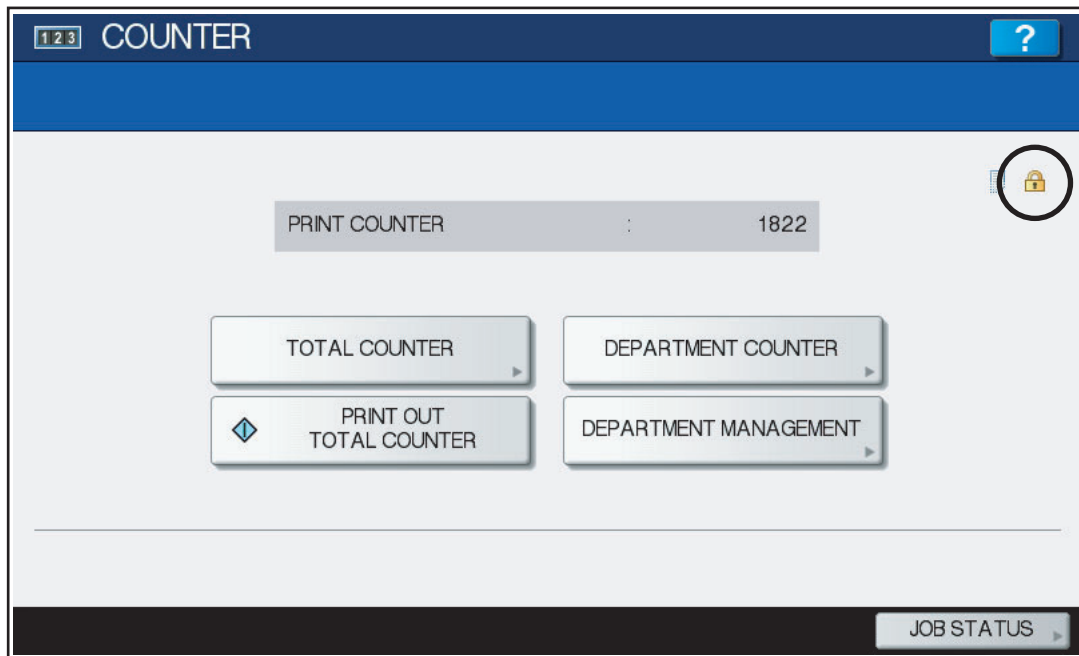 123 COUNTER ?
PRINT COUNTER : 1822
TOTAL COUNTER
DEPARTMENT COUNTER
PRINT OUT
TOTAL COUNTER
DEPARTMENT MANAGEMENT
JOB STATUS